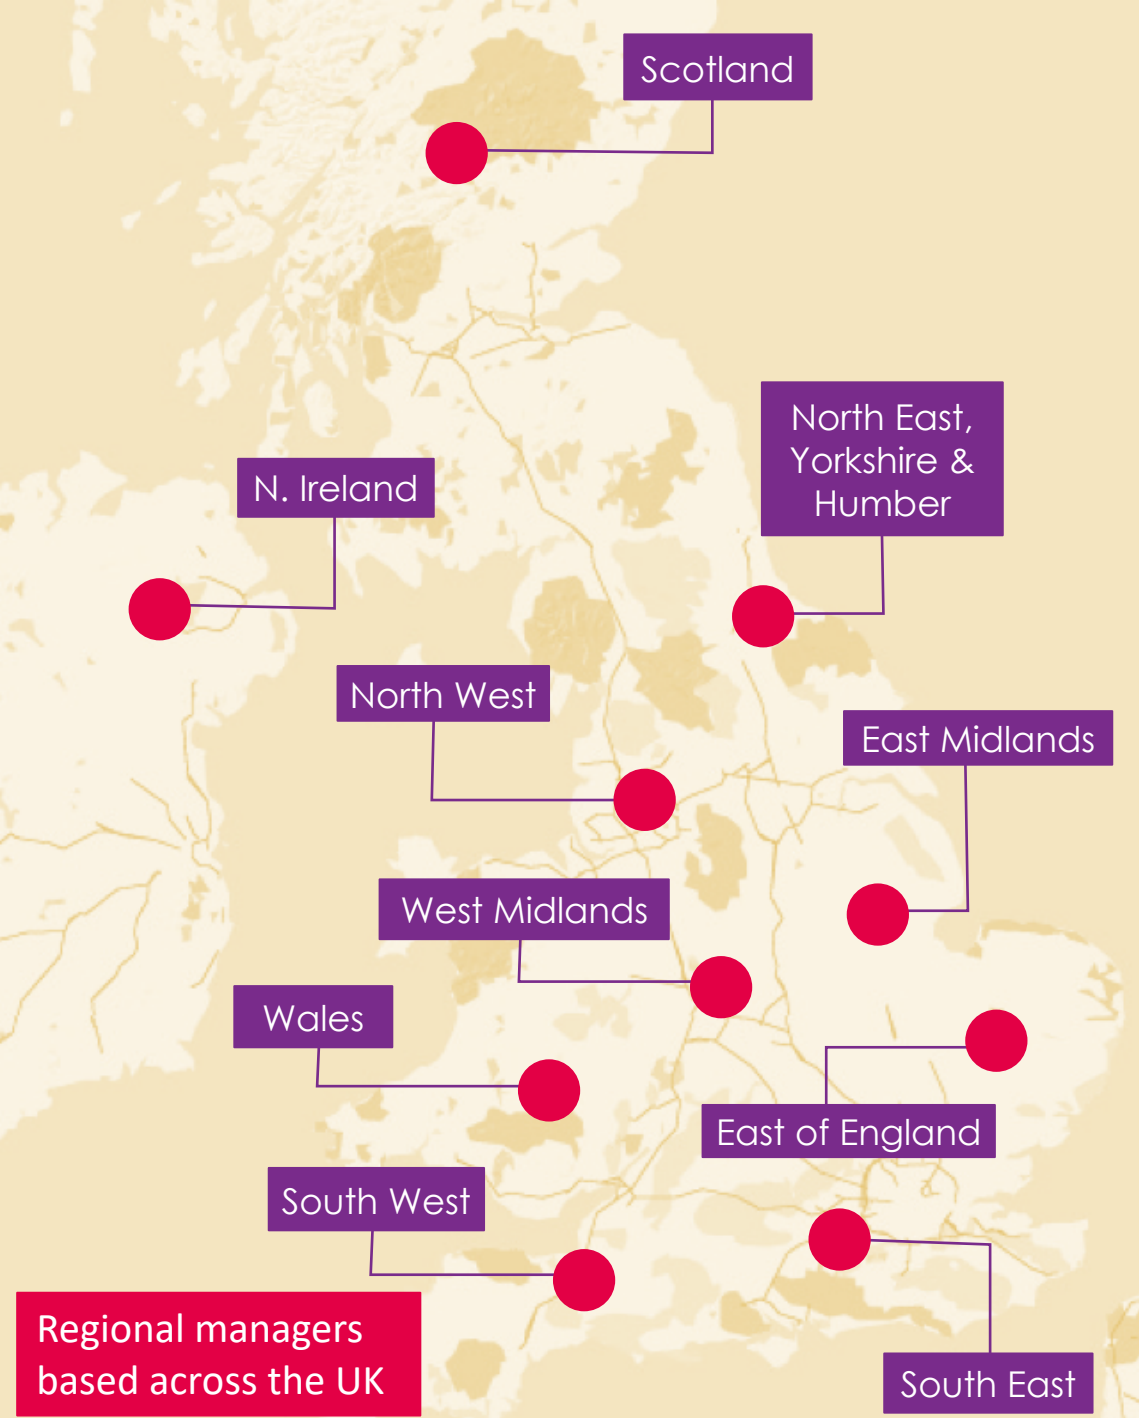 Scotland
North East,
Yorkshire &
Humber
N. Ireland
North West
East Midlands
West Midlands
Wales
East of England
South West
Regional managers
based across the UK
South East